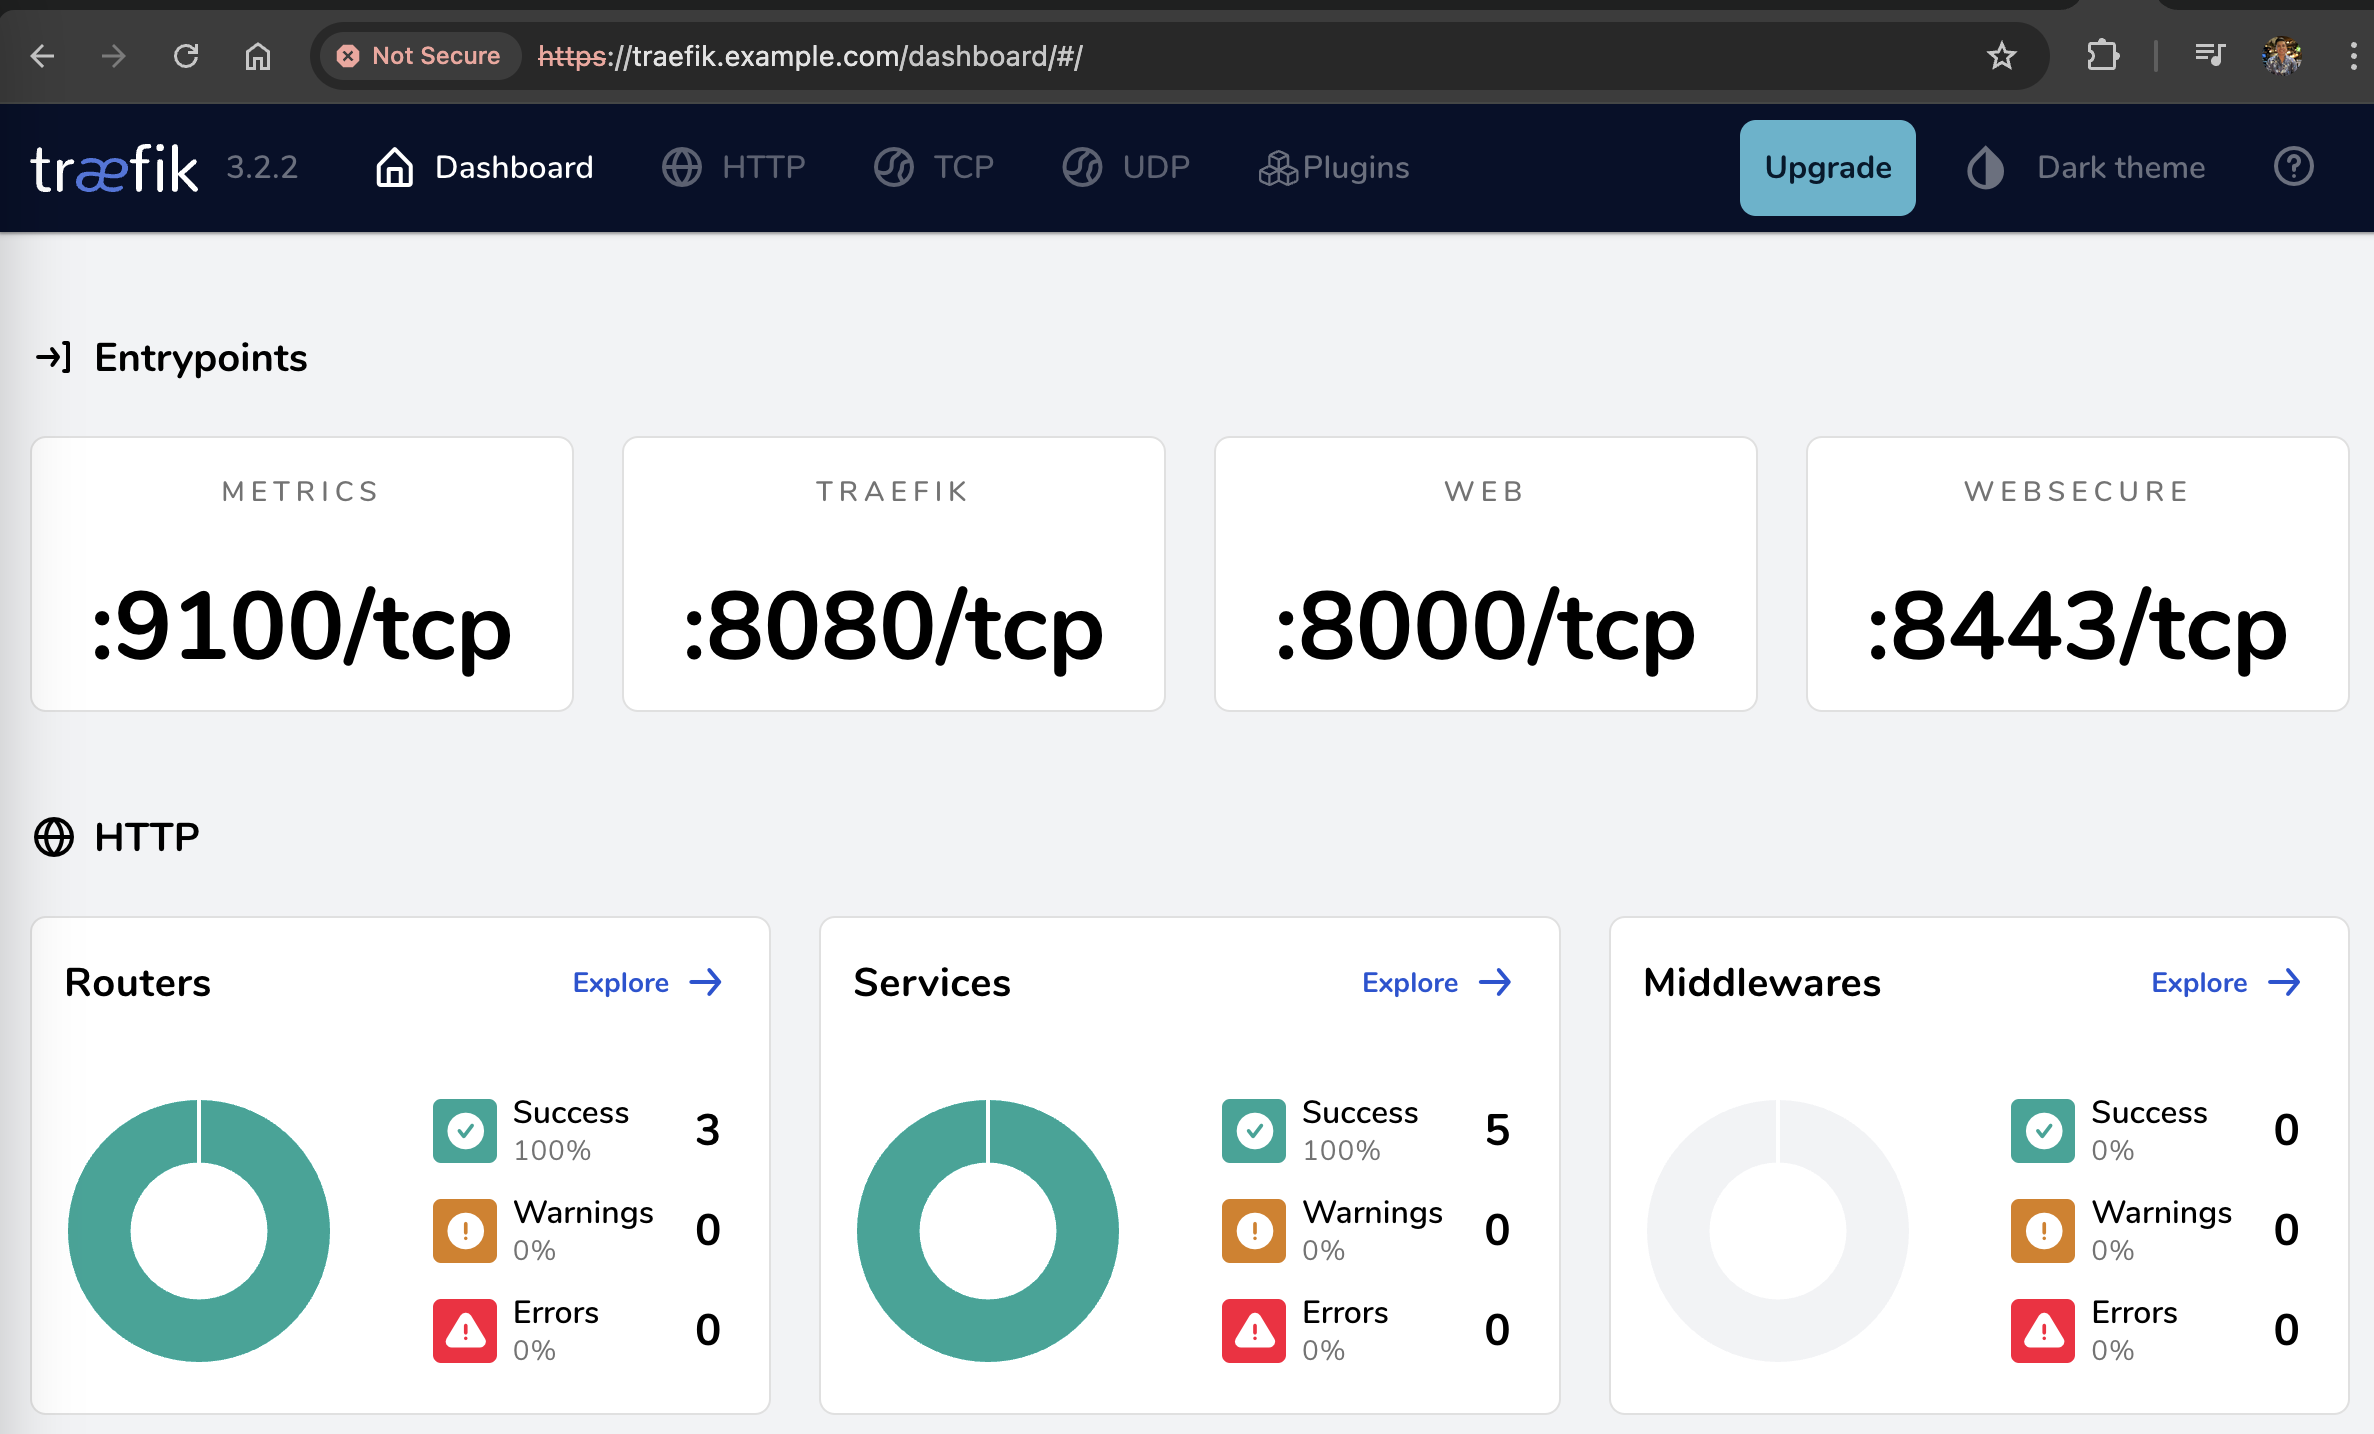 Not Secure https://traefik.example.com/dashboard/#/
træfik 3.2.2 Dashboard HTTP TCP UDP Plugins Upgrade Dark theme
Entrypoints
METRICS
:9100/tcp
TRAEFIK
:8080/tcp
WEB
:8000/tcp
WEBSECURE
:8443/tcp
HTTP
Routers Explore
Success 3
100%
Warnings 0
0%
Errors 0
0%
Services Explore
Success 5
100%
Warnings 0
0%
Errors 0
0%
Middlewares Explore
Success 0
0%
Warnings 0
0%
Errors 0
0%